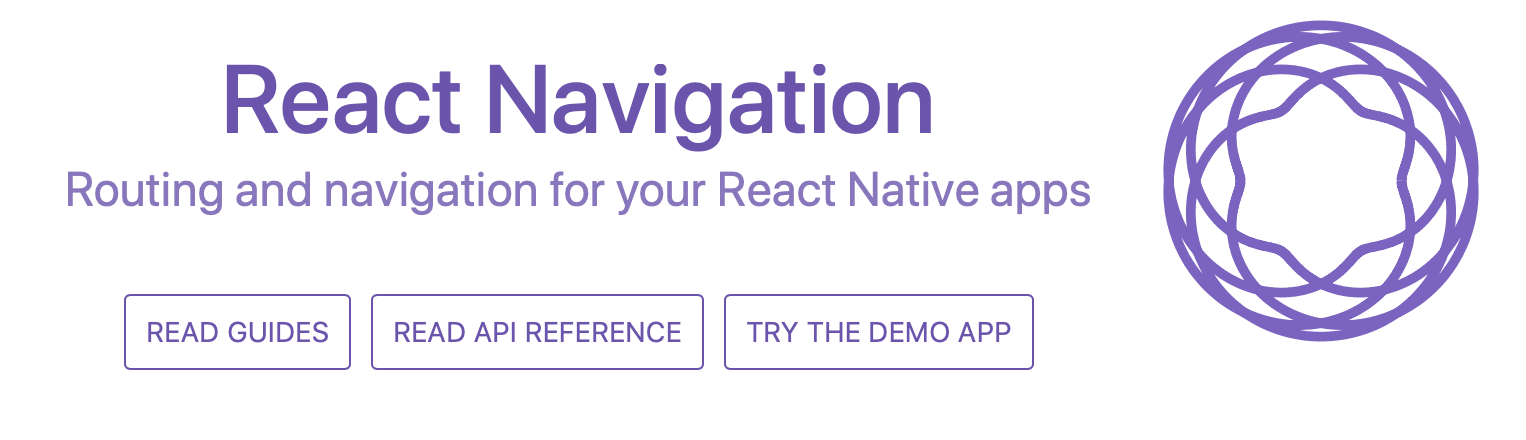 React Navigation
Routing and navigation for your React Native apps
READ GUIDES
READ API REFERENCE
TRY THE DEMO APP